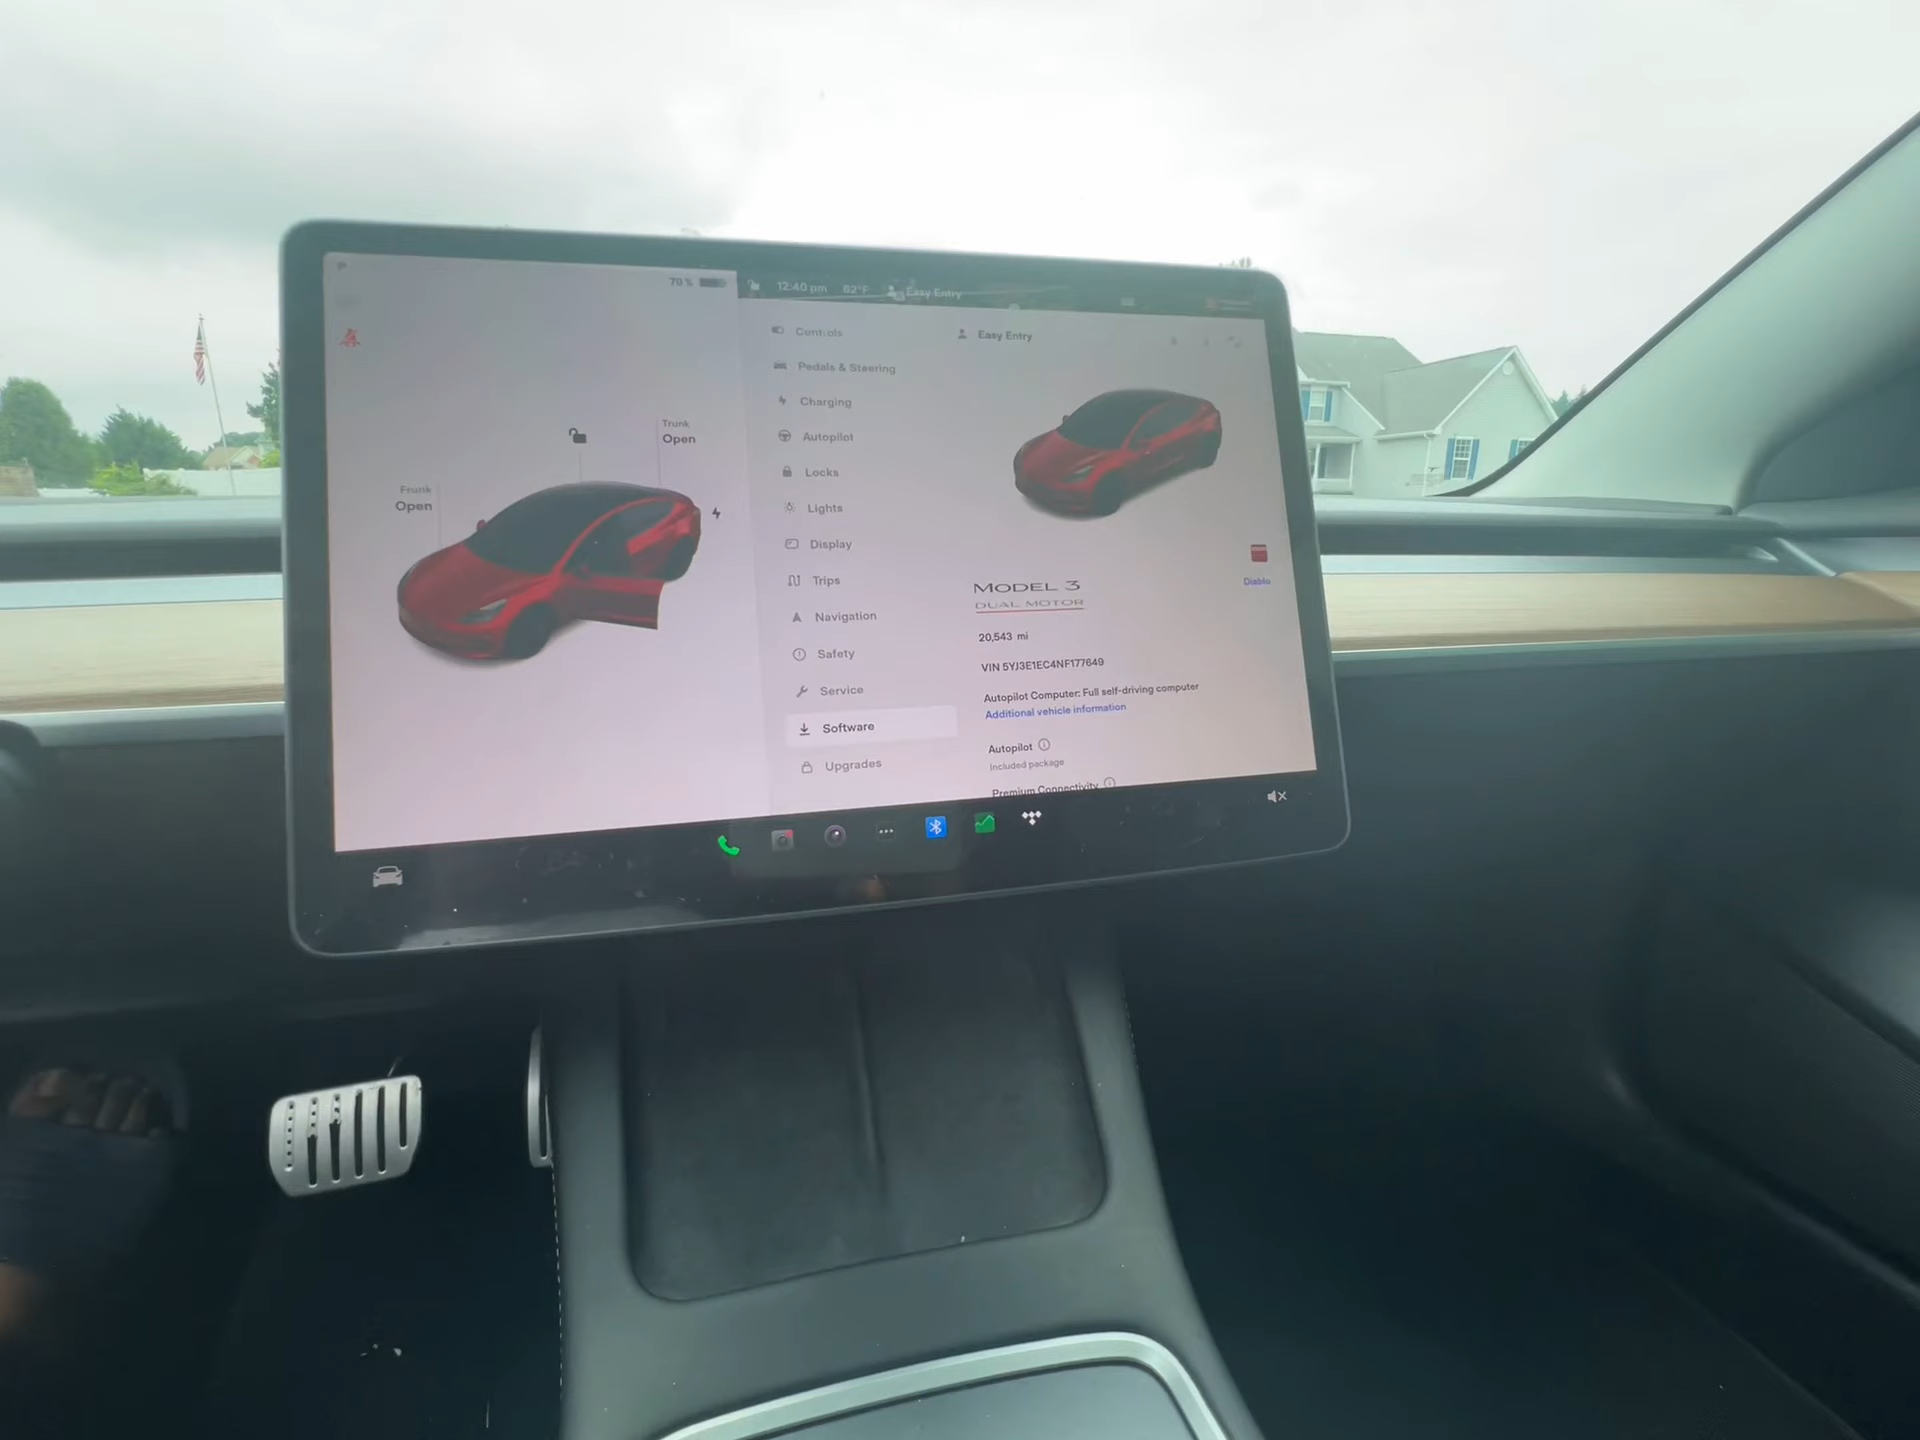 P
79 %
12:40 pm 82°F Easy Entry
Trunk
Open
Frunk
Open
Controls
Pedals & Steering
Charging
Autopilot
Locks
Lights
Display
Trips
Navigation
Safety
Service
Software
Upgrades
Easy Entry
Diablo
MODEL 3
DUAL MOTOR
20,543 mi
VIN 5YJ3E1EC4NF177649
Autopilot Computer: Full self-driving computer
Additional vehicle information
Autopilot
Included package
Premium Connectivity